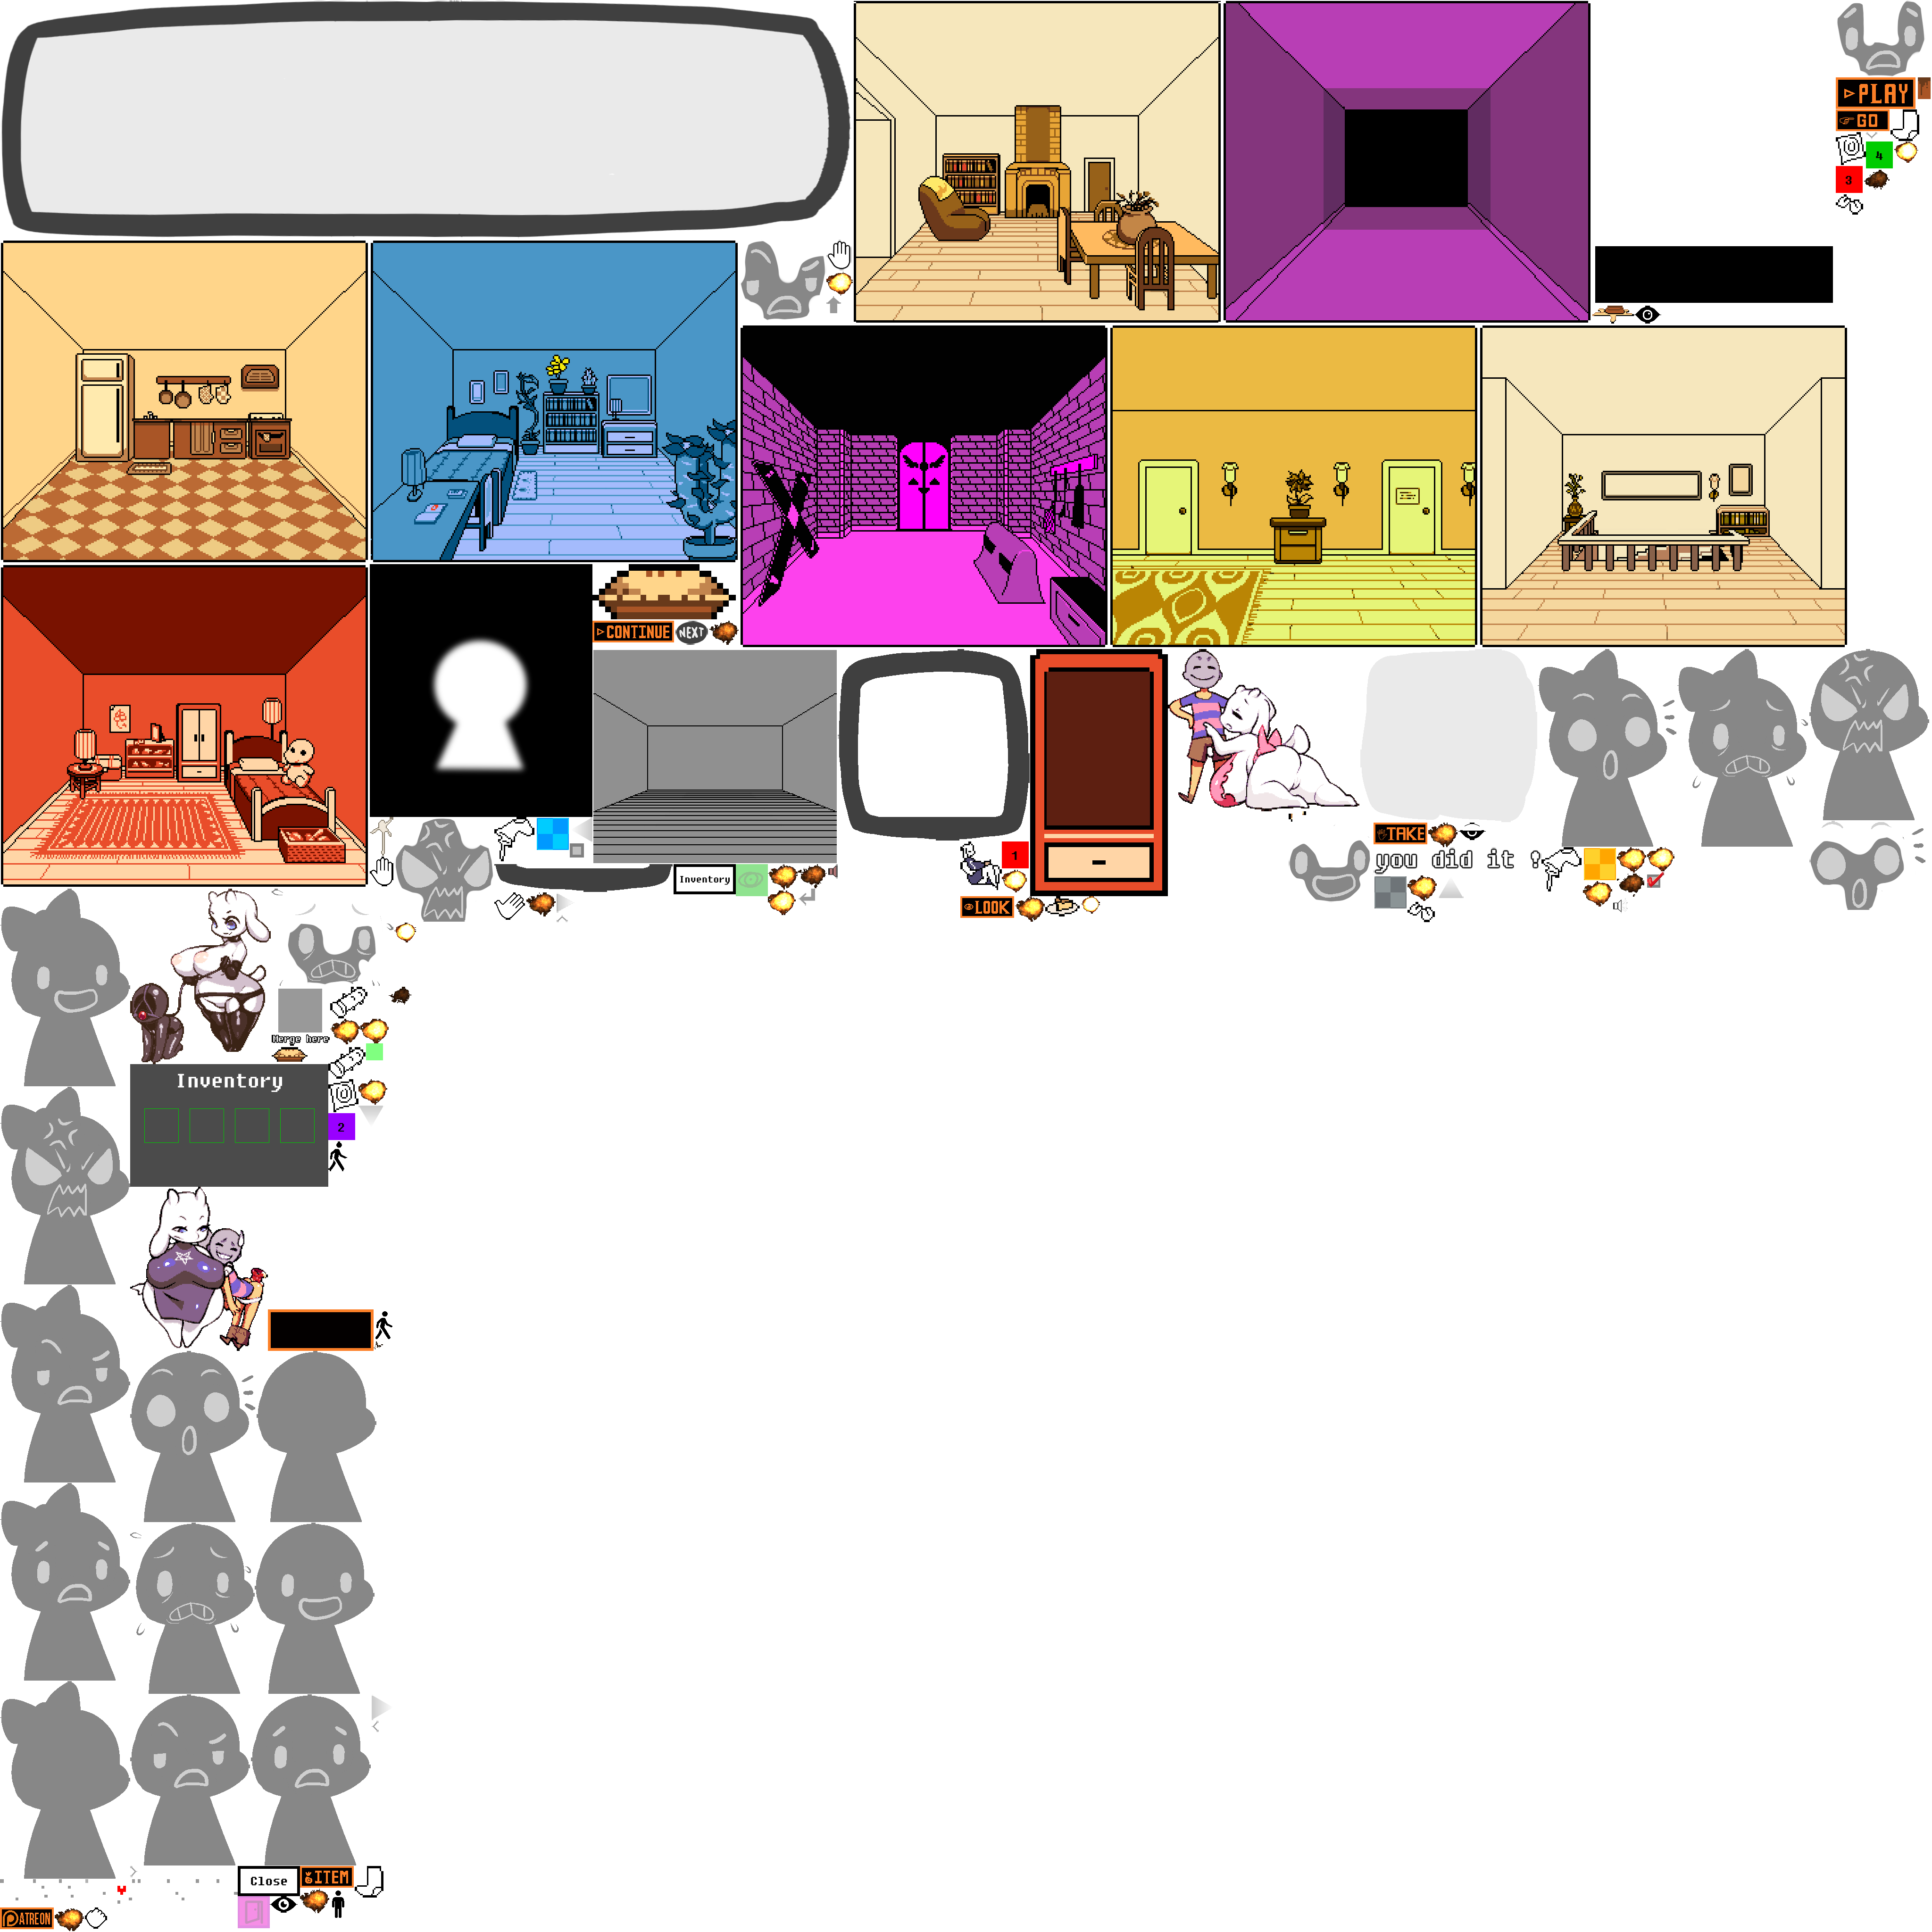 PLAY
GO
4
3
CONTINUE
NEXT
TAKE
you did it !
Inventory
1
LOOK
Merge here
Inventory
2
Close
ITEM
PATREON